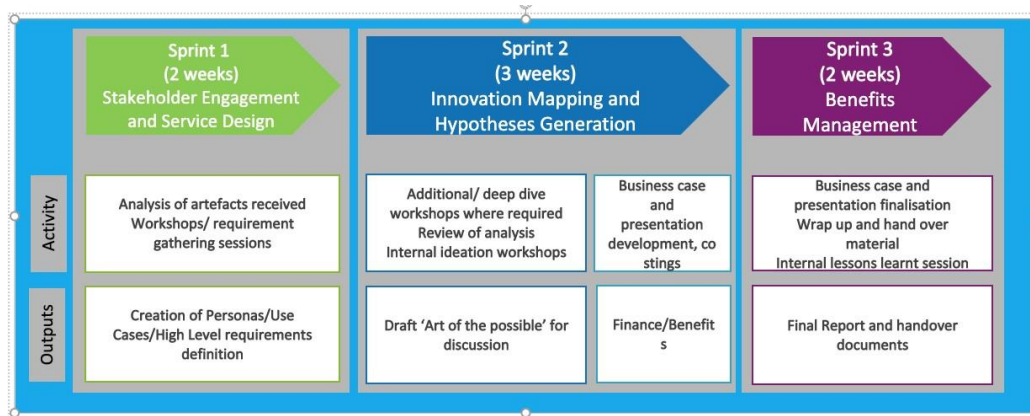 Sprint 1
(2 weeks)
Stakeholder Engagement
and Service Design
Sprint 2
(3 weeks)
Innovation Mapping and
Hypotheses Generation
Sprint 3
(2 weeks)
Benefits
Management
Activity
Analysis of artefacts received
Workshops/ requirement
gathering sessions
Additional/ deep dive
workshops where required
Review of analysis
Internal ideation workshops
Business case
and
presentation
development, co
stings
Business case and
presentation finalisation
Wrap up and hand over
material
Internal lessons learnt session
Outputs
Creation of Personas/Use
Cases/High Level requirements
definition
Draft ‘Art of the possible’ for
discussion
Finance/Benefit
s
Final Report and handover
documents